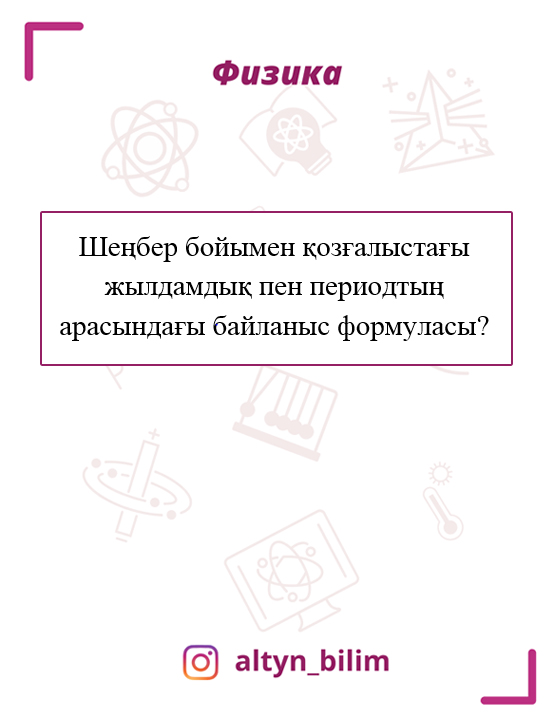 Физика
Шеңбер бойымен қозғалыстағы
жылдамдық пен периодтың
арасындағы байланыс формуласы?
altyn_bilim